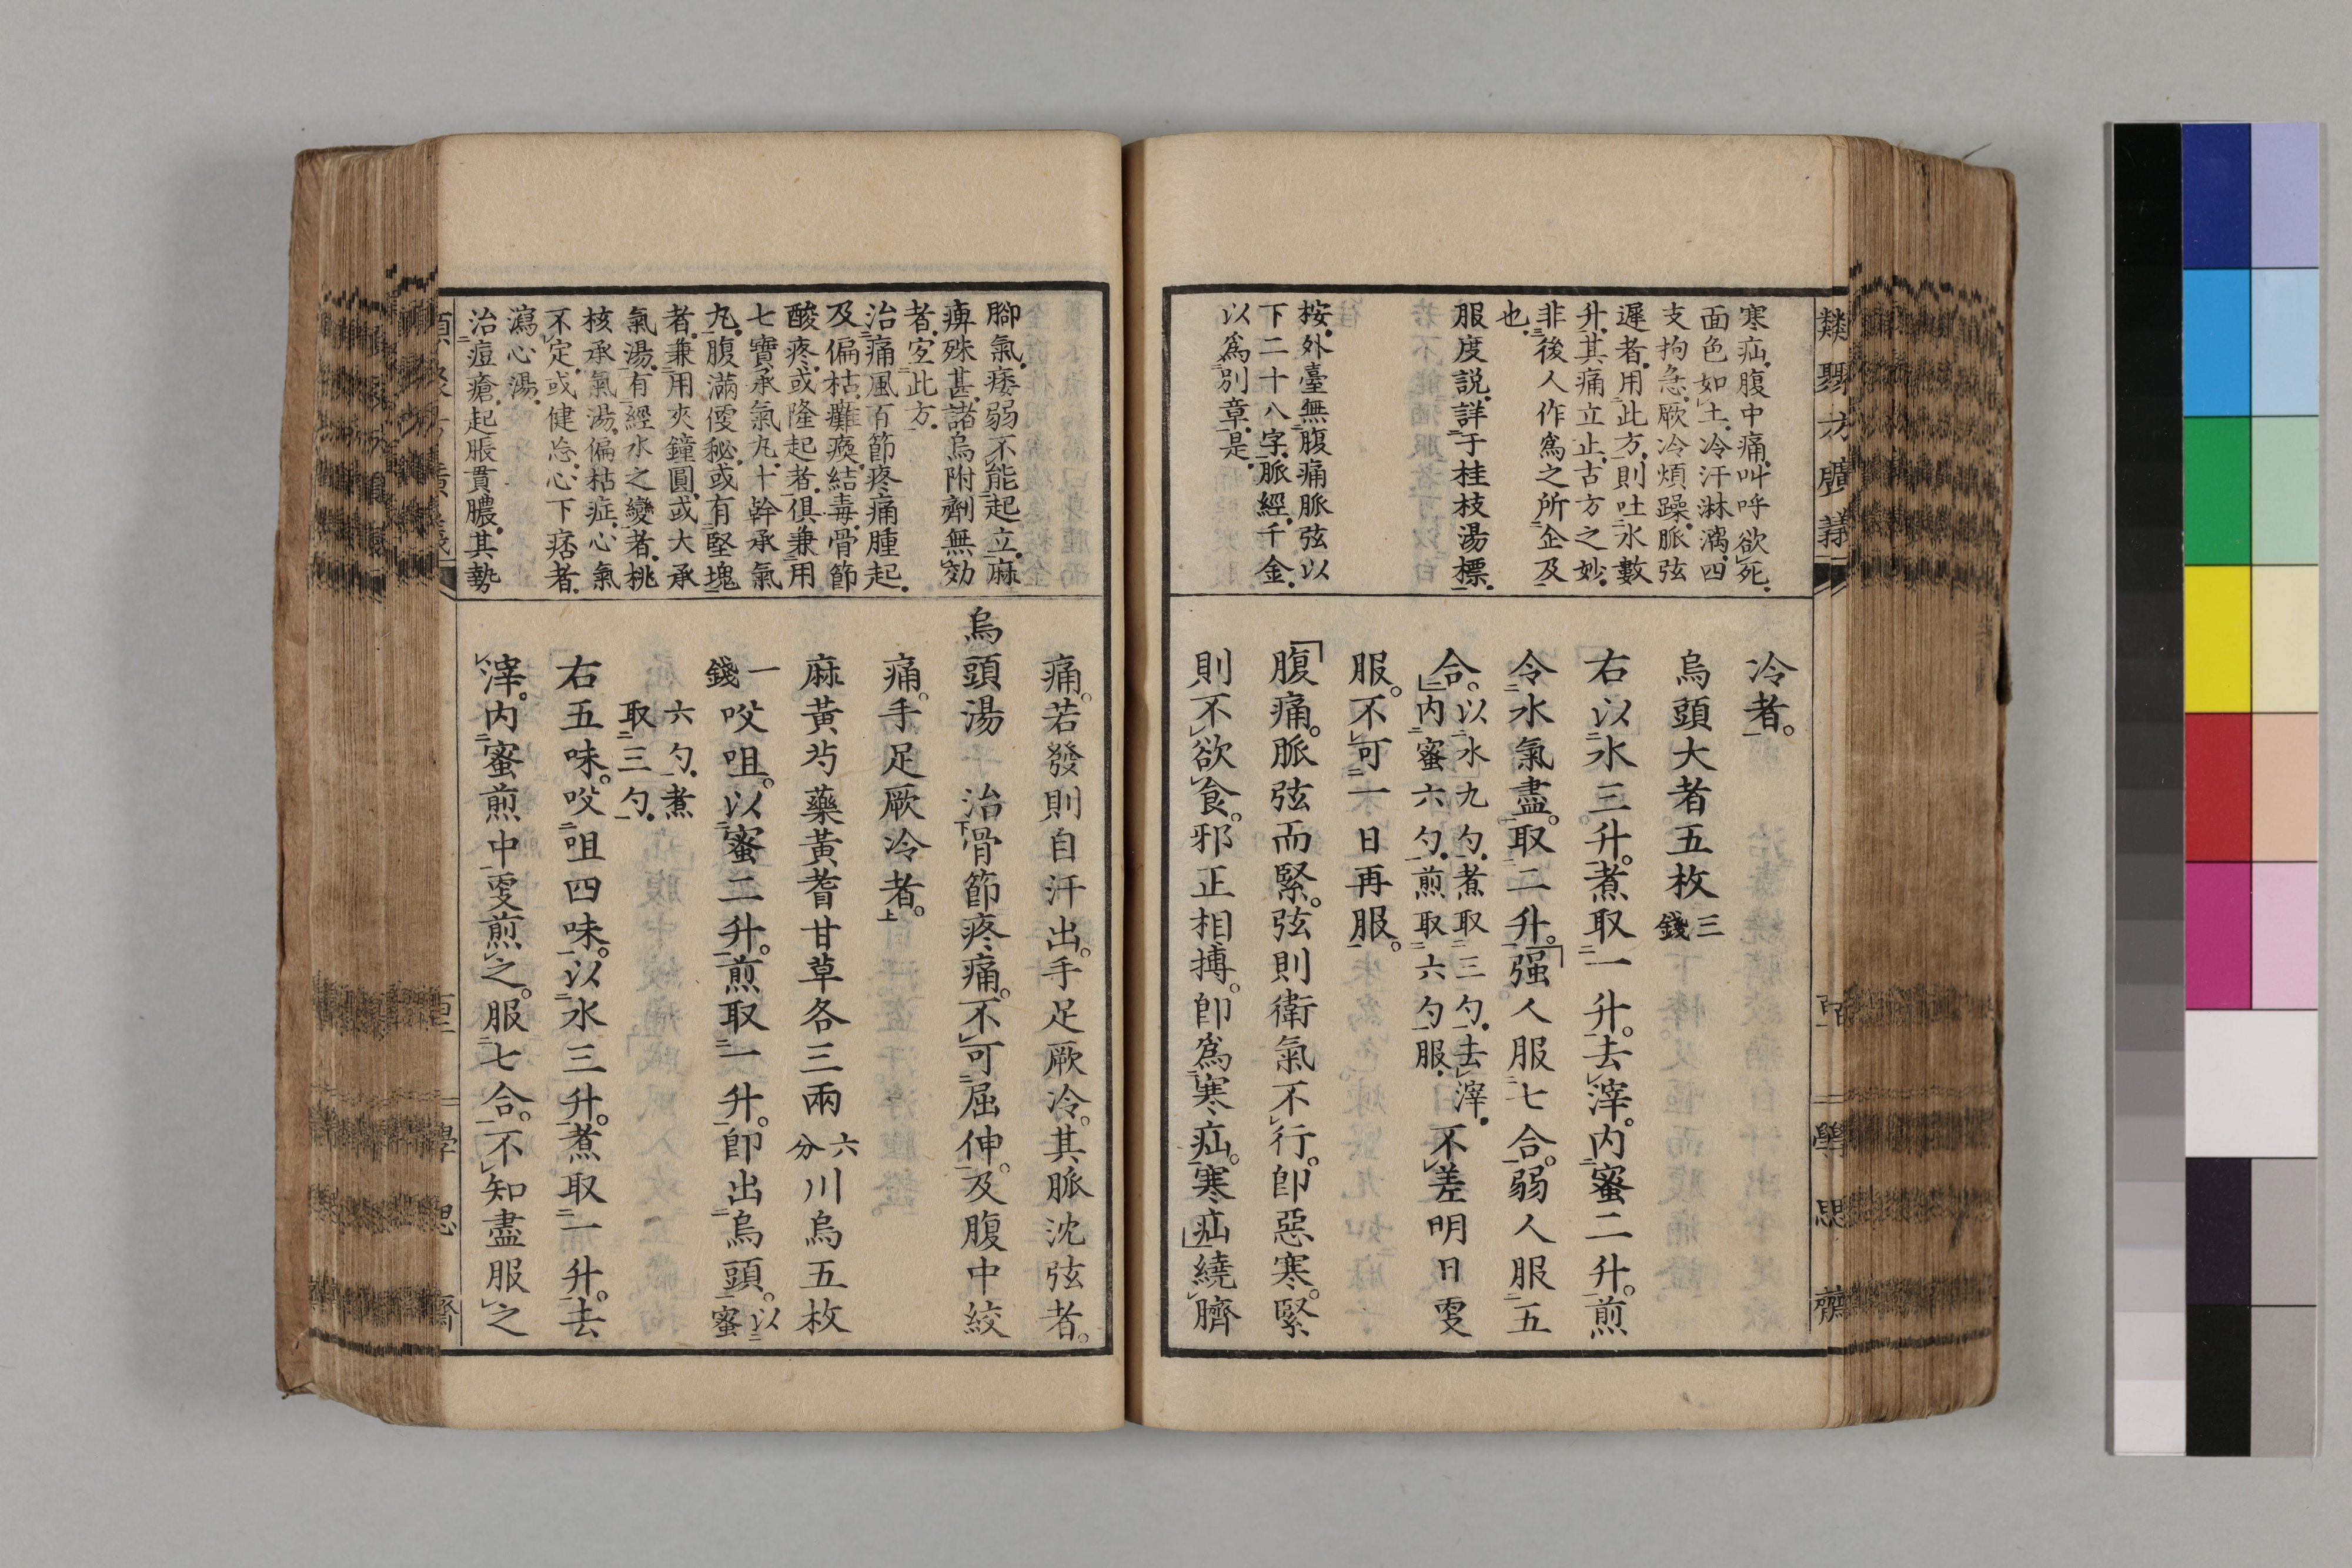 類聚方廣義
寒疝腹中痛叫呼欲死
面色如土冷汗淋漓四
支拘急厥冷煩躁脈弦
遲者用此方則吐水數
升其痛立止古方之妙
非後人作爲之所企及
也
服度説詳于桂枝湯標
按外臺無腹痛脈弦以
下二十八字脈經千金
以爲別章是
冷者。
烏頭大者五枚三錢
右以水三升。煮取一升。去滓。内蜜二升。煎
令水氣盡。取二升。「强人服七合。弱人服五
合。以水九勺煮取三勺去滓
内蜜六勺煎取六勺服
不差明日更
服。不可一日再服。
「腹痛。脈弦而緊。弦則衛氣不行。卽惡寒。緊
則不欲食。邪正相搏。卽爲寒疝。寒疝」繞臍
學思齋
腳氣痿弱不能起立麻
痺殊甚諸烏附劑無効
者宜此方
治痛風百節疼痛腫起
及偏枯癱瘓結毒骨節
酸疼或隆起者俱兼用
七寶承氣丸十幹承氣
丸腹滿便秘或有堅塊
者兼用夾鐘圓或大承
氣湯有經水之變者桃
核承氣湯偏枯症心氣
不定或健忘心下痞者
瀉心湯
治痘瘡起脹貫膿其勢
痛。若發則自汗出。手足厥冷。其脈沈弦者。
烏頭湯　治骨節疼痛。不可屈伸。及腹中絞
痛。手足厥冷者。
麻黃芍藥黃耆甘草各三兩六分川烏五枚
一錢㕮咀。以蜜二升。煎取一升。卽出烏頭。以蜜
六勺煮
取三勺
右五味。㕮咀四味。以水三升。煮取一升。去
滓。内蜜煎中更煎之。服七合。不知盡服之